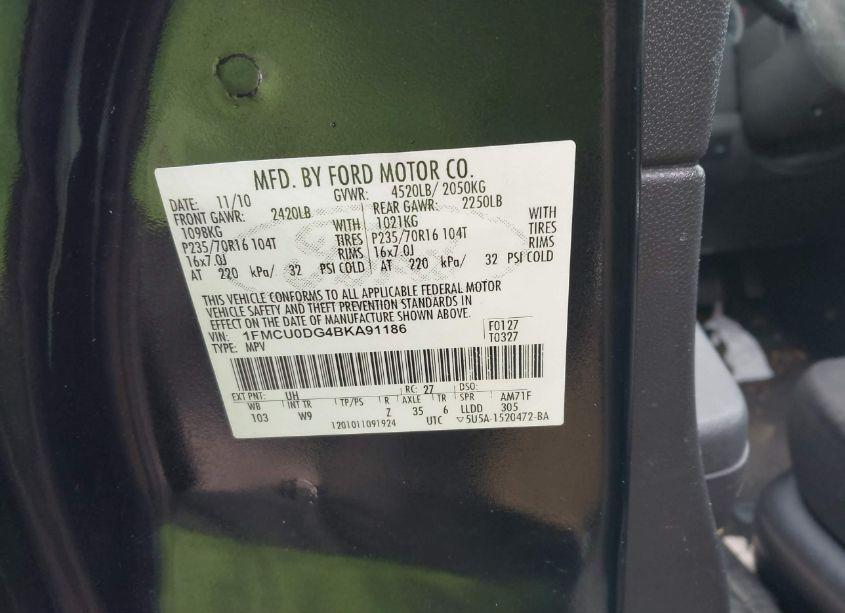 MFD. BY FORD MOTOR CO.
DATE: 11/10 GVWR: 4520LB/ 2050KG
FRONT GAWR: 2420LB REAR GAWR: 2250LB
1098KG WITH 1021KG WITH
P235/70R16 104T TIRES P235/70R16 104T TIRES
16x7.0J RIMS 16x7.0J RIMS
AT 220 kPa/ 32 PSI COLD AT 220 kPa/ 32 PSI COLD
THIS VEHICLE CONFORMS TO ALL APPLICABLE FEDERAL MOTOR
VEHICLE SAFETY AND THEFT PREVENTION STANDARDS IN
EFFECT ON THE DATE OF MANUFACTURE SHOWN ABOVE.
VIN: 1FMCU0DG4BKA91186 F0127
TYPE: MPV T0327
EXT PNT: UH RC: 27 DSO:
WB INT TR TP/PS R AXLE TR SPR AM71F
103 W9 Z 35 6 LLDD 305
1201011091924 UTC ▽5U5A-1520472-BA